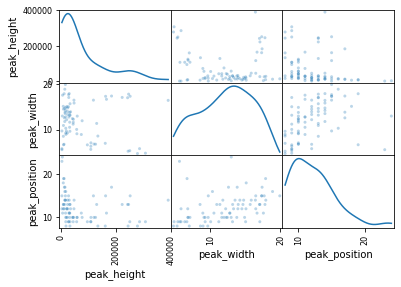 400000
200000
0
peak_height
20
10
peak_width
20
10
peak_position
0
200000
400000
10
20
10
20
peak_height
peak_width
peak_position